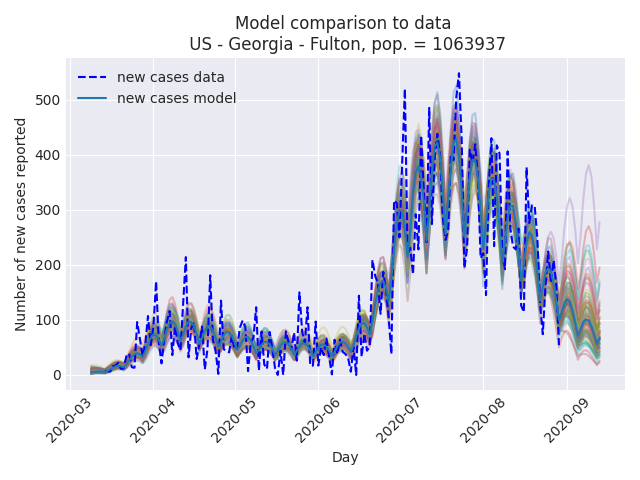 Model comparison to data
US - Georgia - Fulton, pop. = 1063937
new cases data
new cases model
Number of new cases reported
500
400
300
200
100
0
2020-03
2020-04
2020-05
2020-06
2020-07
2020-08
2020-09
Day